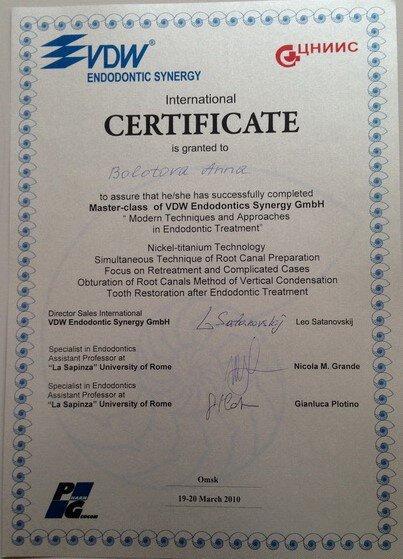 VDW®
ENDODONTIC SYNERGY
ЦНИИС
International
CERTIFICATE
is granted to
Bolotova Anna
to assure that he/she has successfully completed
Master-class of VDW Endodontics Synergy GmbH
" Modern Techniques and Approaches
in Endodontic Treatment"
Nickel-titanium Technology
Simultaneous Technique of Root Canal Preparation
Focus on Retreatment and Complicated Cases
Obturation of Root Canals Method of Vertical Condensation
Tooth Restoration after Endodontic Treatment
Director Sales International
VDW Endodontic Synergy GmbH
L Satanovskij
Leo Satanovskij
Specialist in Endodontics
Assistant Professor at
"La Sapinza" University of Rome
Nicola M. Grande
Specialist in Endodontics
Assistant Professor at
"La Sapinza" University of Rome
Gianluca Plotino
Omsk
19-20 March 2010